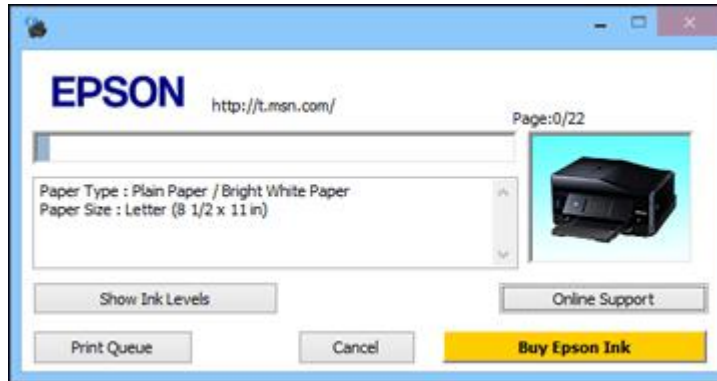 EPSON
http://t.msn.com/
Page:0/22
Paper Type : Plain Paper / Bright White Paper
Paper Size : Letter (8 1/2 x 11 in)
Show Ink Levels
Online Support
Print Queue
Cancel
Buy Epson Ink